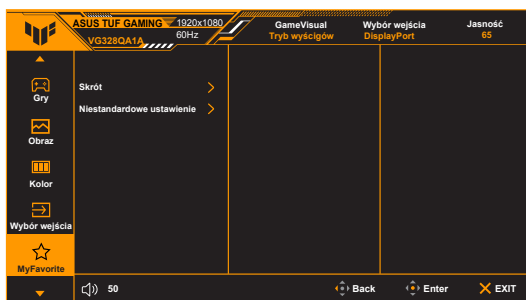 ASUS TUF GAMING 1920x1080
VG328QA1A 60Hz
GameVisual
Tryb wyścigów
Wybór wejścia
DisplayPort
Jasność
65
Gry
Obraz
Kolor
Wybór wejścia
MyFavorite
Skrót
Niestandardowe ustawienie
50
Back
Enter
EXIT